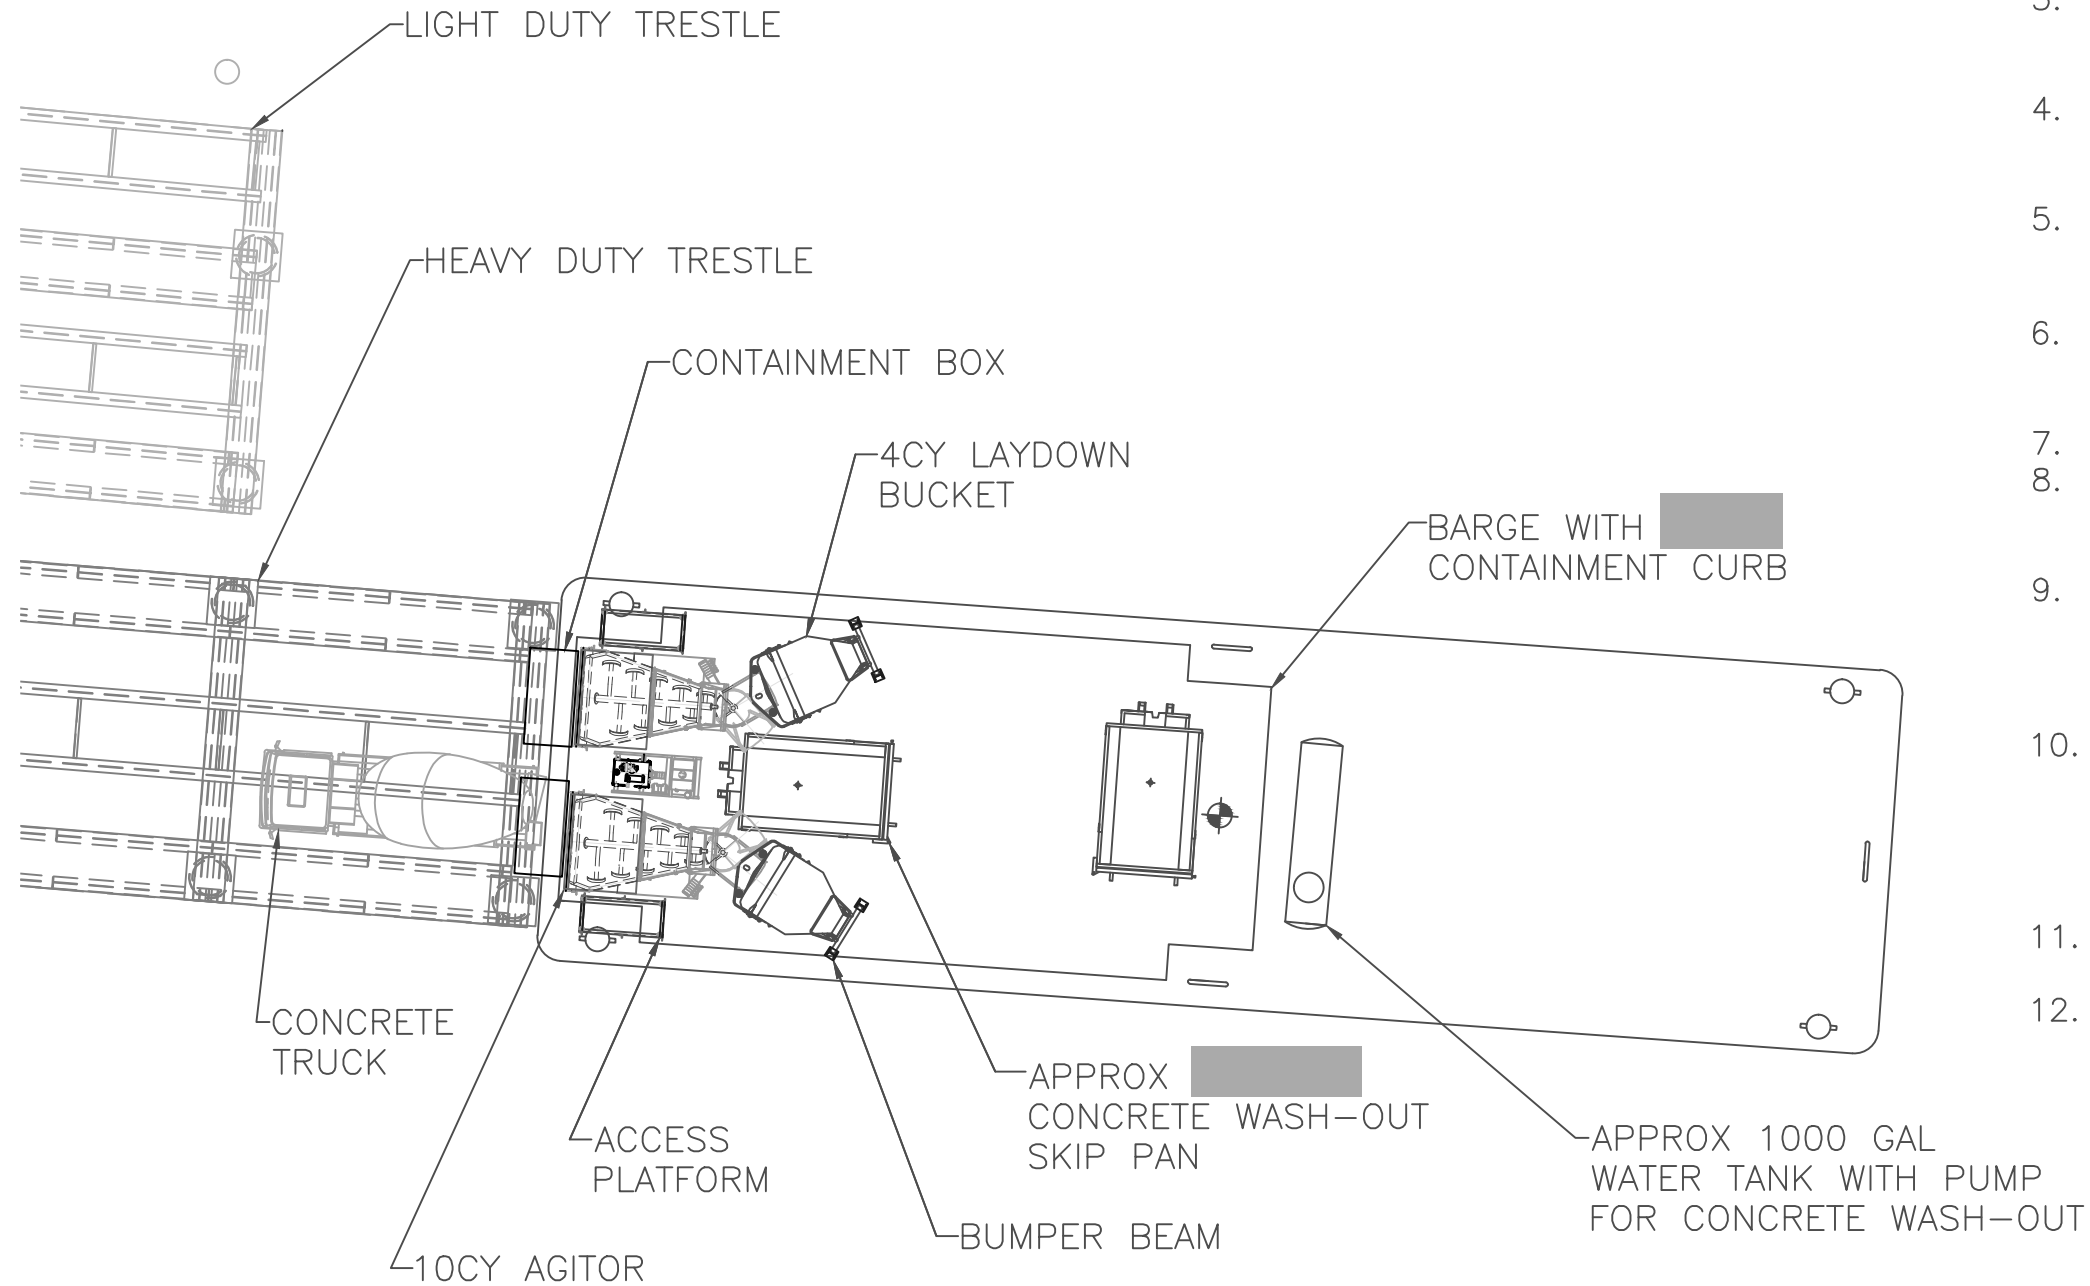 LIGHT DUTY TRESTLE
HEAVY DUTY TRESTLE
CONTAINMENT BOX
4CY LAYDOWN
BUCKET
BARGE WITH
CONTAINMENT CURB
CONCRETE
TRUCK
ACCESS
PLATFORM
10CY AGITOR
BUMPER BEAM
APPROX
CONCRETE WASH-OUT
SKIP PAN
APPROX 1000 GAL
WATER TANK WITH PUMP
FOR CONCRETE WASH-OUT
4.
5.
6.
7.
8.
9.
10.
11.
12.